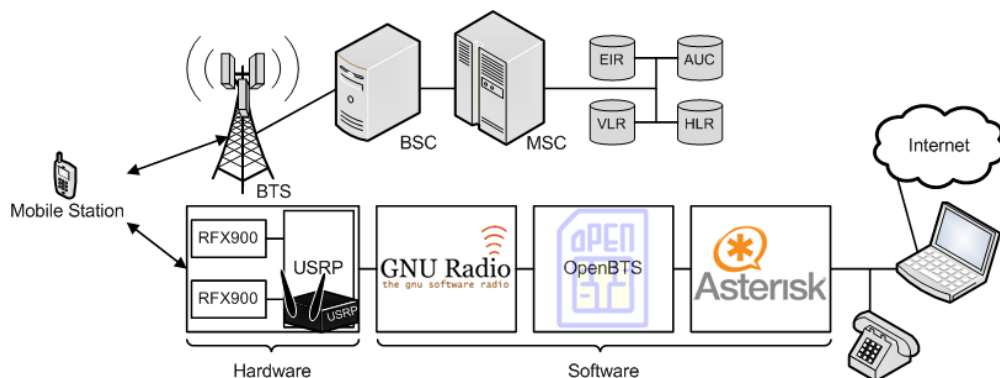 EIR
AUC
VLR
HLR
BSC
MSC
BTS
Mobile Station
Internet
RFX900
RFX900
USRP
USRP
GNU Radio
the gnu software radio
OPEN
BTS
OpenBTS
Asterisk
Hardware
Software